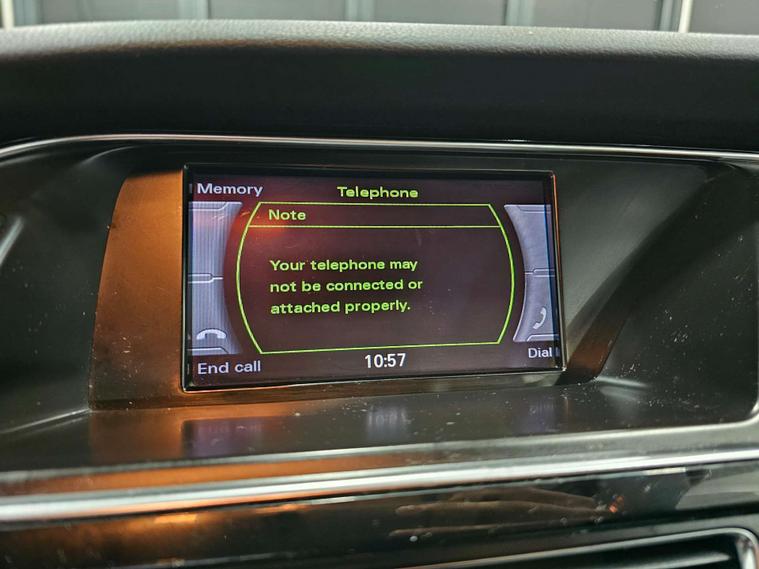 Memory
Telephone
Note
Your telephone may
not be connected or
attached properly.
End call
10:57
Dial